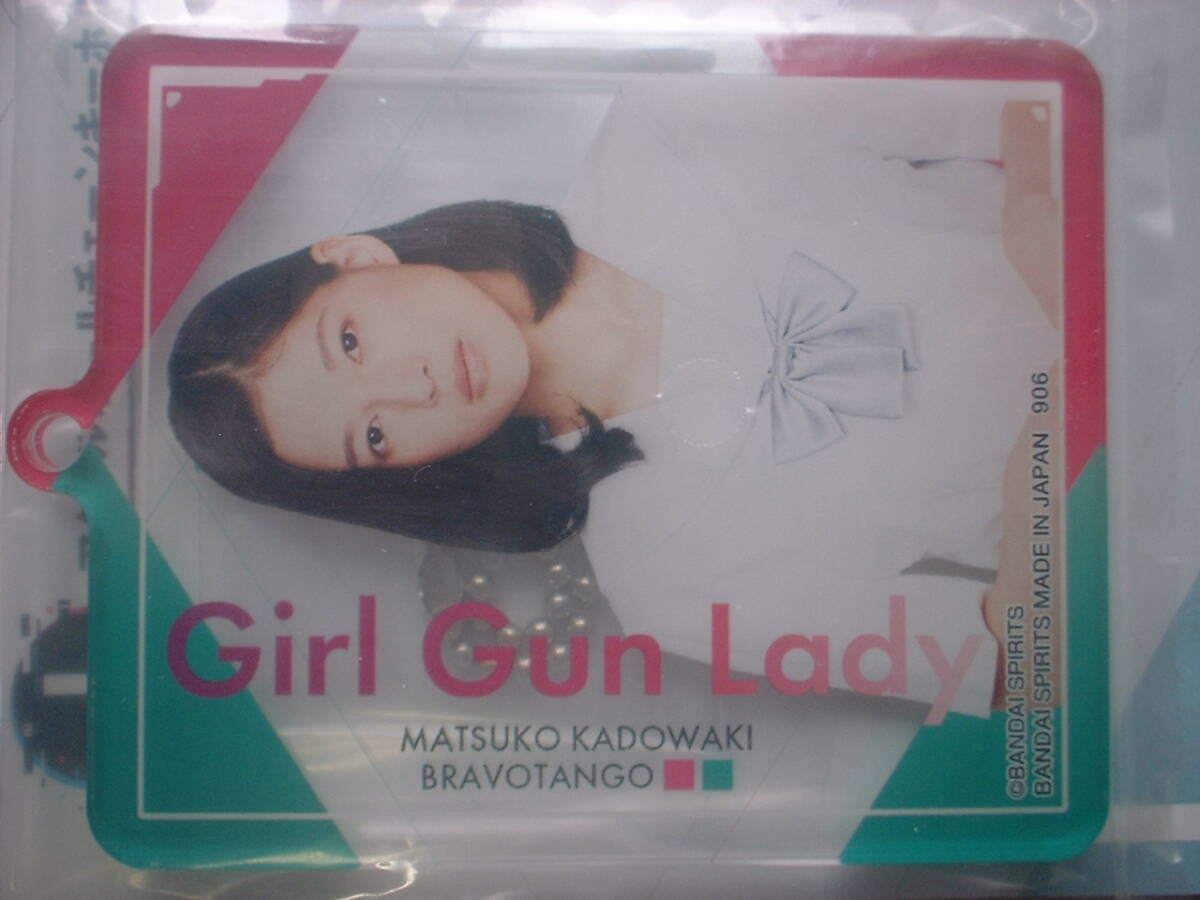 Girl Gun Lady
MATSUKO KADOWAKI
BRAVOTANGO
©BANDAI SPIRITS
BANDAI SPIRITS MADE IN JAPAN 906